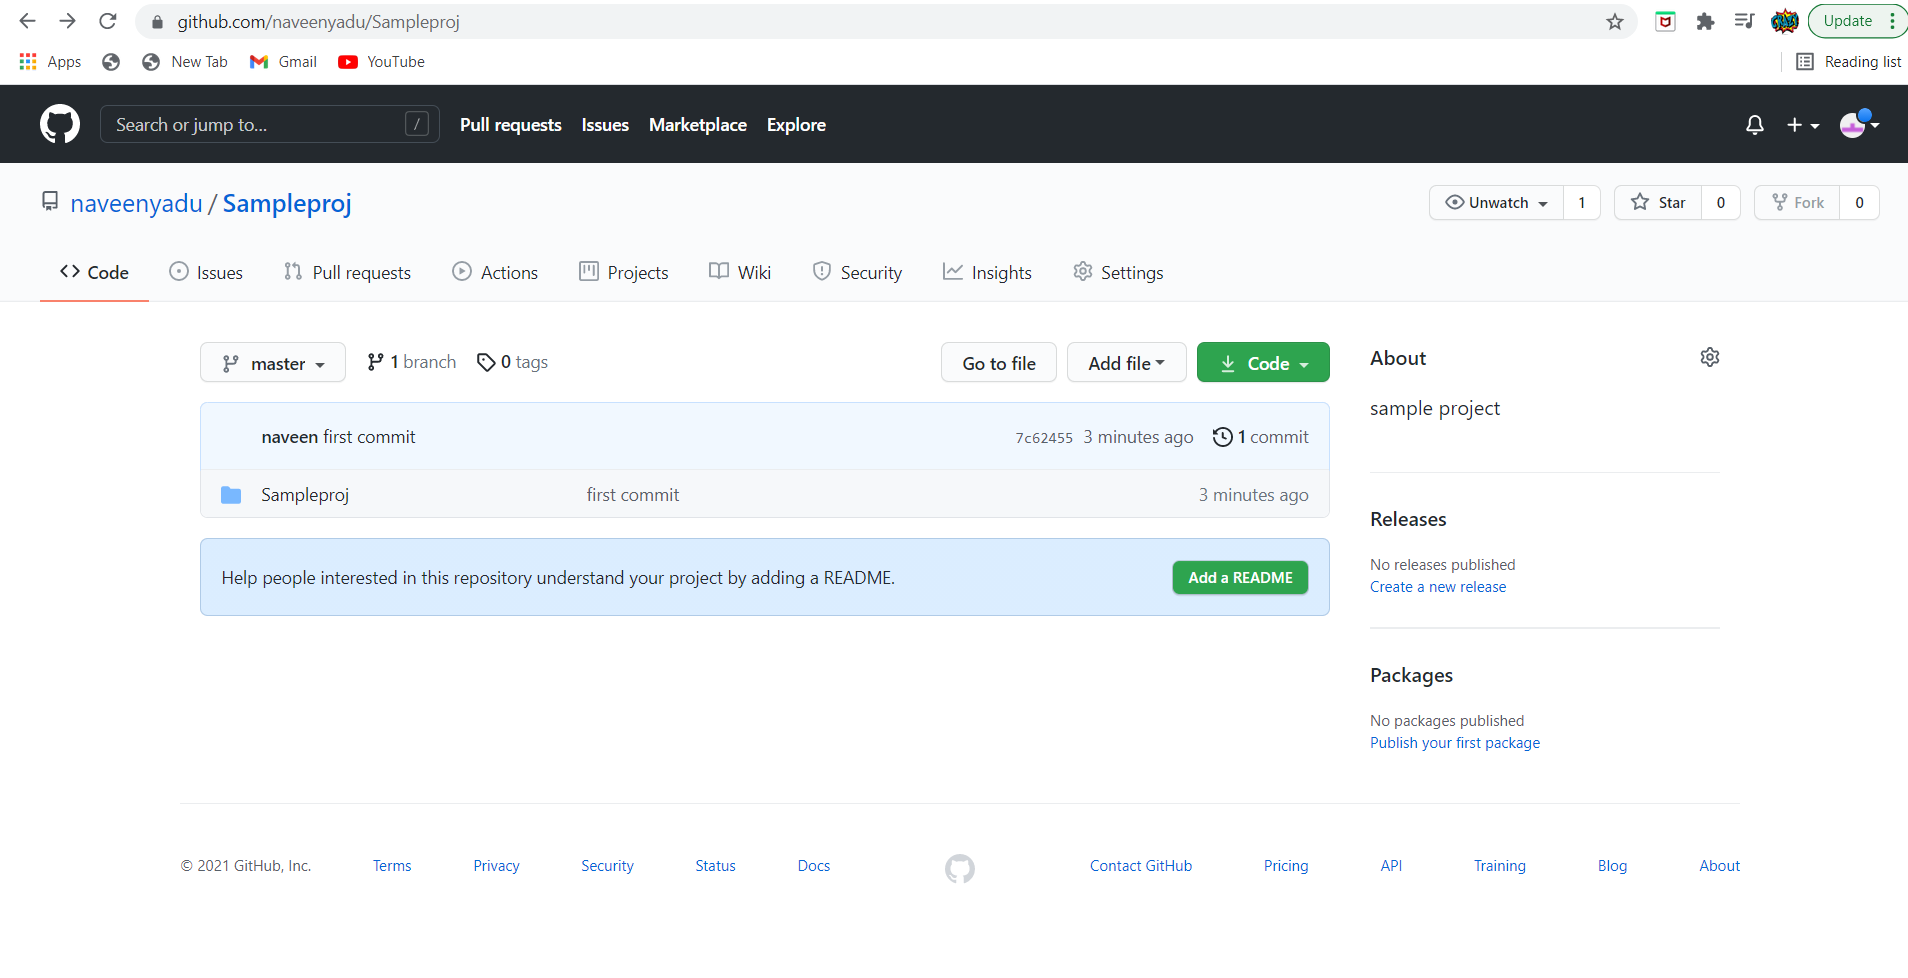 github.com/naveenyadu/Sampleproj
Update
Apps
New Tab
Gmail
YouTube
Reading list
Search or jump to...
/
Pull requests
Issues
Marketplace
Explore
naveenyadu / Sampleproj
Unwatch 1
Star 0
Fork 0
Code
Issues
Pull requests
Actions
Projects
Wiki
Security
Insights
Settings
master
1 branch
0 tags
Go to file
Add file
Code
naveen first commit
7c62455 3 minutes ago
1 commit
Sampleproj
first commit
3 minutes ago
Help people interested in this repository understand your project by adding a README.
Add a README
About
sample project
Releases
No releases published
Create a new release
Packages
No packages published
Publish your first package
© 2021 GitHub, Inc.
Terms
Privacy
Security
Status
Docs
Contact GitHub
Pricing
API
Training
Blog
About